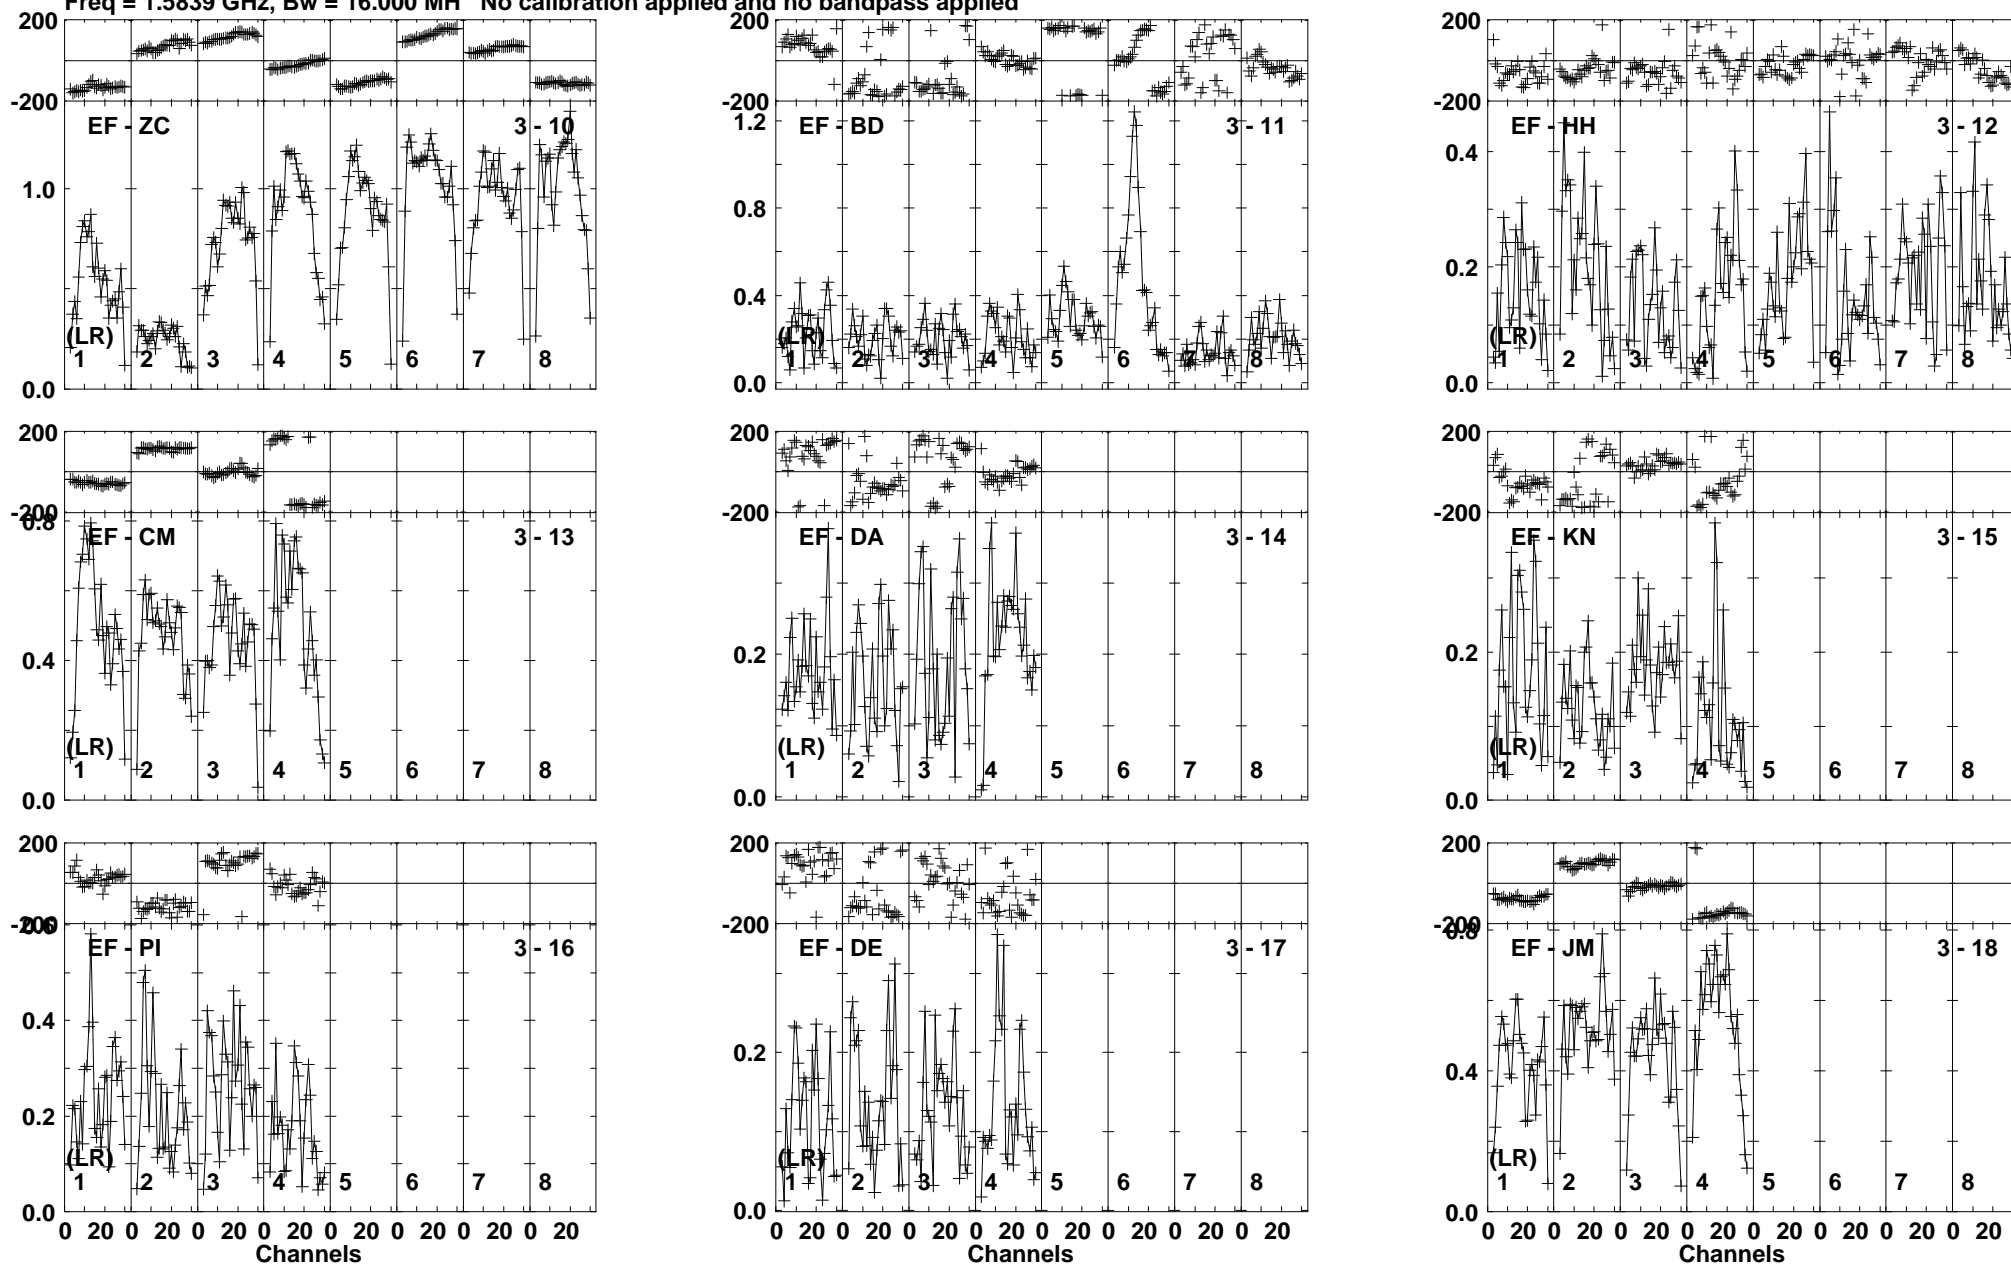 Freq = 1.5839 GHz, Bw = 16.000 MH No calibration applied and no bandpass applied
200 200 200
-200 -200 -200
EF - ZC 3 - 10 EF - BD 3 - 11 EF - HH 3 - 12
1.0 1.2 0.4
0.8
0.4 0.2
(LR) (LR) (LR)
1 2 3 4 5 6 7 8 1 2 3 4 5 6 7 8 1 2 3 4 5 6 7 8
0.0 0.0 0.0
200 200 200
-200 -200 -200
0.8 EF - CM 3 - 13 EF - DA 3 - 14 EF - KN 3 - 15
0.4 0.2 0.2
(LR) (LR) (LR)
1 2 3 4 5 6 7 8 1 2 3 4 5 6 7 8 1 2 3 4 5 6 7 8
0.0 0.0 0.0
200 200 200
-200 -200 -200
0.6 0.8
EF - PI 3 - 16 EF - DE 3 - 17 EF - JM 3 - 18
0.4 0.2 0.4
0.2
(LR) (LR) (LR)
1 2 3 4 5 6 7 8 1 2 3 4 5 6 7 8 1 2 3 4 5 6 7 8
0.0 0.0 0.0
0 20 0 20 0 20 0 20 0 20 0 20 0 20 0 20 0 20 0 20 0 20 0 20 0 20 0 20 0 20 0 20 0 20 0 20 0 20 0 20 0 20 0 20 0 20 0 20
Channels Channels Channels